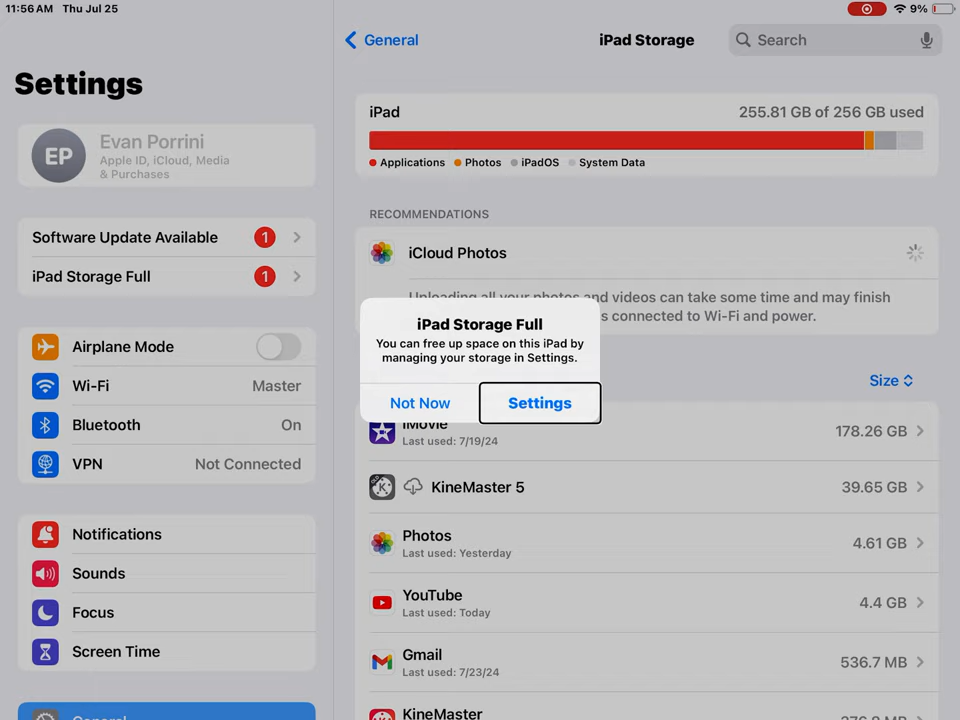 11:56 AM Thu Jul 25
9%
Settings
EP
Evan Porrini
Apple ID, iCloud, Media
& Purchases
Software Update Available
1
iPad Storage Full
1
Airplane Mode
Wi-Fi
Master
Bluetooth
On
VPN
Not Connected
Notifications
Sounds
Focus
Screen Time
General
General
iPad Storage
Search
iPad
255.81 GB of 256 GB used
Applications
Photos
iPadOS
System Data
RECOMMENDATIONS
iCloud Photos
Uploading all your photos and videos can take some time and may finish
s connected to Wi-Fi and power.
iPad Storage Full
You can free up space on this iPad by
managing your storage in Settings.
Not Now
Settings
Size
iMovie
Last used: 7/19/24
178.26 GB
KineMaster 5
39.65 GB
Photos
Last used: Yesterday
4.61 GB
YouTube
Last used: Today
4.4 GB
Gmail
Last used: 7/23/24
536.7 MB
KineMaster